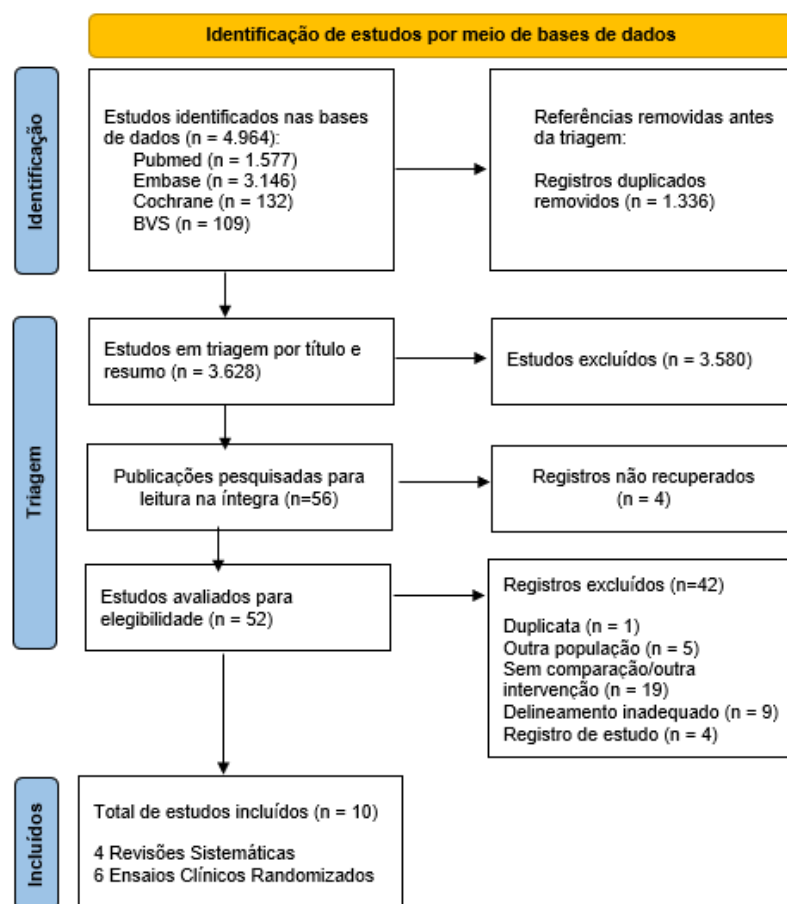 Identificação de estudos por meio de bases de dados
Identificação
Estudos identificados nas bases
de dados (n = 4.964):
Pubmed (n = 1.577)
Embase (n = 3.146)
Cochrane (n = 132)
BVS (n = 109)
Referências removidas antes
da triagem:
Registros duplicados
removidos (n = 1.336)
Triagem
Estudos em triagem por título e
resumo (n = 3.628)
Estudos excluídos (n = 3.580)
Publicações pesquisadas para
leitura na íntegra (n=56)
Registros não recuperados
(n = 4)
Estudos avaliados para
elegibilidade (n = 52)
Registros excluídos (n=42)
Duplicata (n = 1)
Outra população (n = 5)
Sem comparação/outra
intervenção (n = 19)
Delineamento inadequado (n = 9)
Registro de estudo (n = 4)
Incluídos
Total de estudos incluídos (n = 10)
4 Revisões Sistemáticas
6 Ensaios Clínicos Randomizados